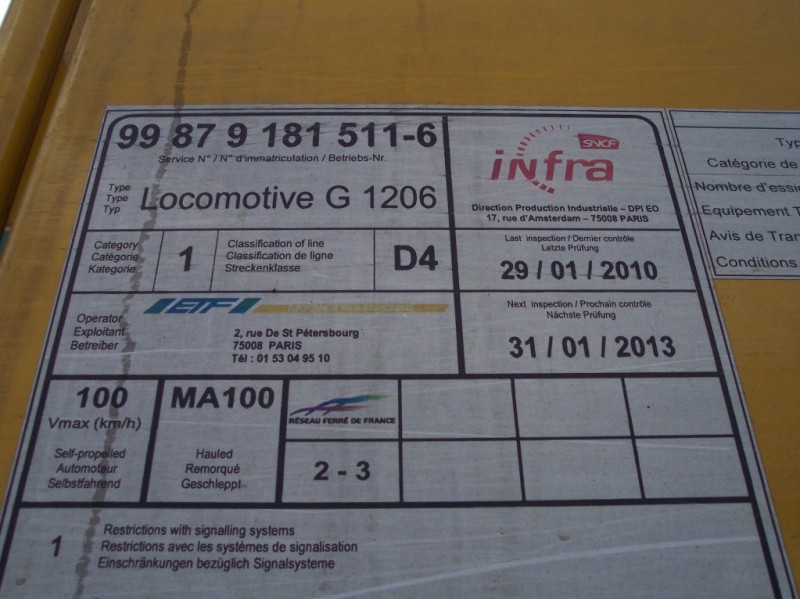 99 87 9 181 511-6
Service N° / N° d'immatriculation / Betriebs-Nr.
Type
Type
Typ
Locomotive G 1206
SNCF
infra
Direction Production Industrielle – DPI EO
17, rue d'Amsterdam – 75008 PARIS
Category
Catégorie
Kategorie
1
Classification of line
Classification de ligne
Streckenklasse
D4
Last inspection / Dernier contrôle
Letzte Prüfung
29 / 01 / 2010
Operator
Exploitant
Betreiber
ETF
2, rue De St Pétersbourg
75008 PARIS
Tél : 01 53 04 95 10
Next inspection / Prochain contrôle
Nächste Prüfung
31 / 01 / 2013
100
Vmax (km/h)
Self-propelled
Automoteur
Selbstfahrend
MA100
Hauled
Remorqué
Geschleppt
RÉSEAU FERRÉ DE FRANCE
2 - 3
1
Restrictions with signalling systems
Restrictions avec les systèmes de signalisation
Einschränkungen bezüglich Signalsysteme
Typ
Catégorie de
Nombre d'essi
Equipement T
Avis de Tran
Conditions